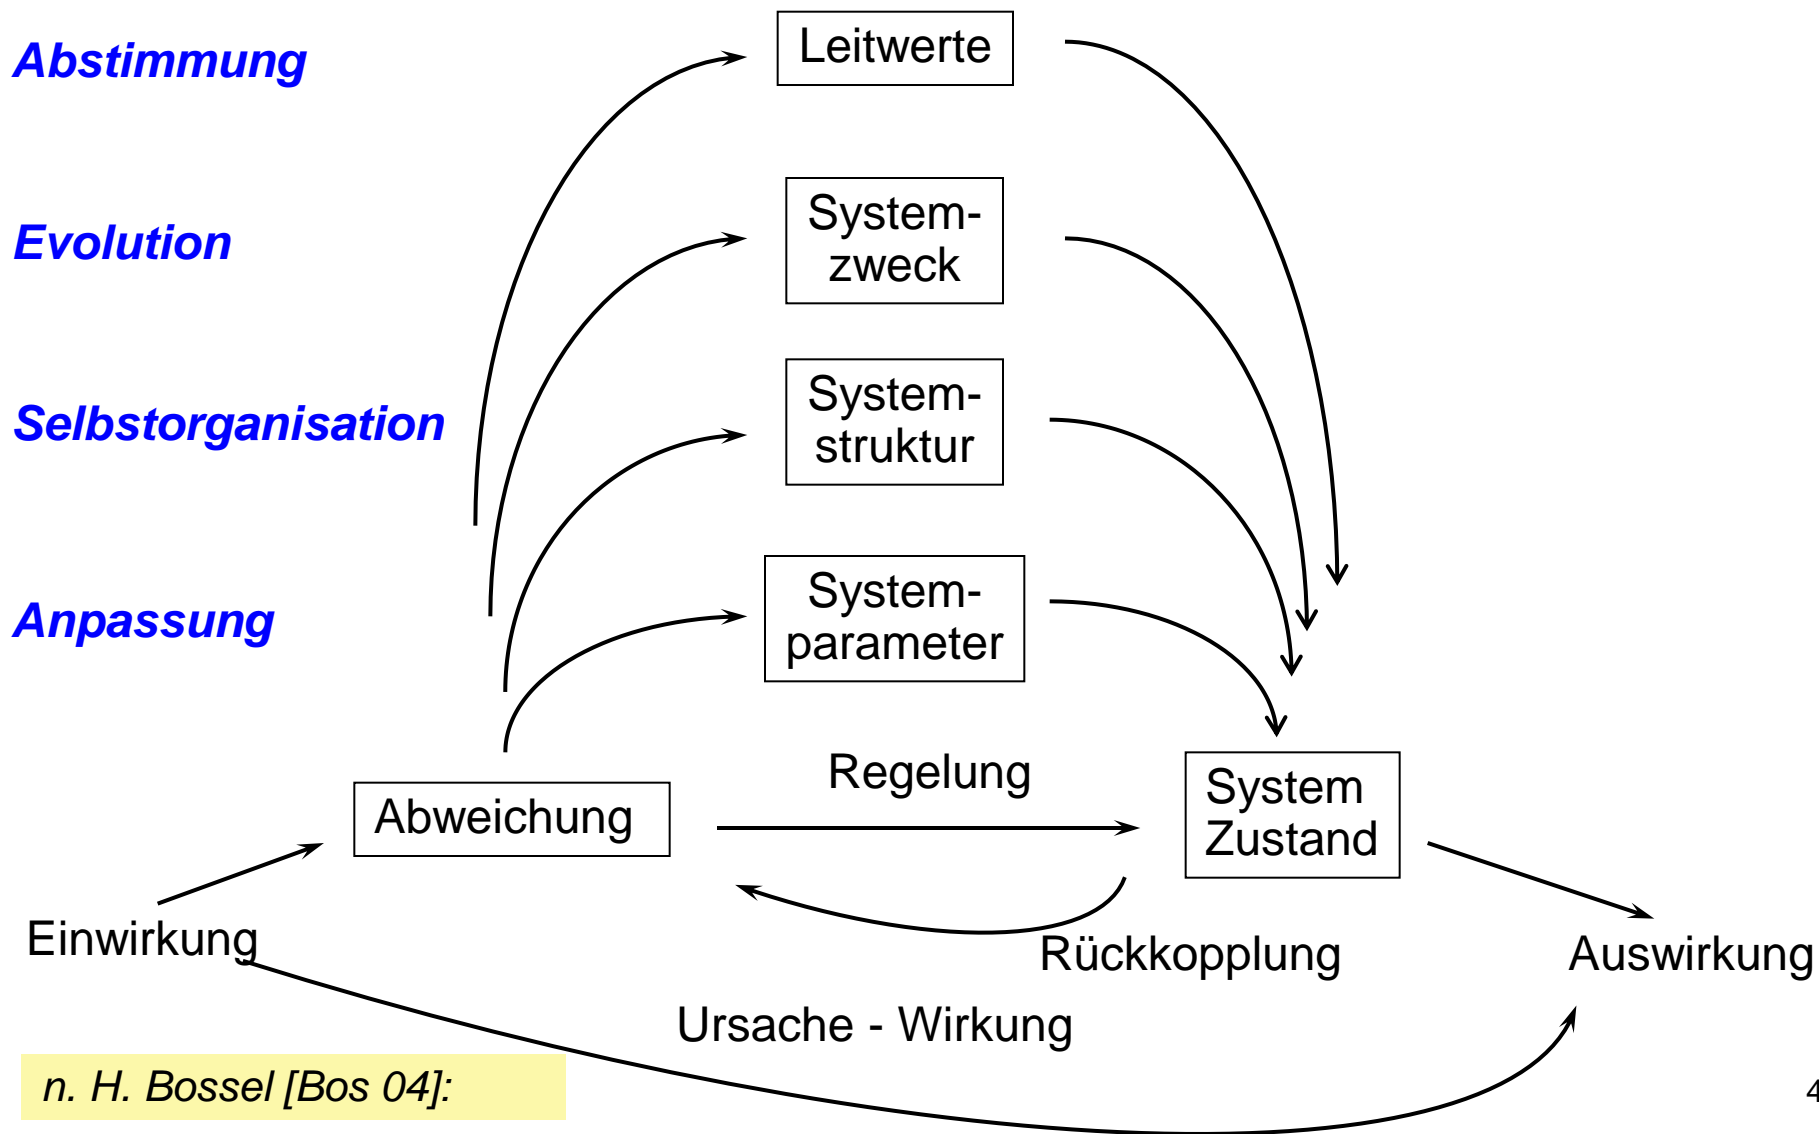 Abstimmung
Leitwerte
Evolution
System-
zweck
Selbstorganisation
System-
struktur
Anpassung
System-
parameter
Regelung
Abweichung
System
Zustand
Einwirkung
Rückkopplung
Auswirkung
Ursache - Wirkung
n. H. Bossel [Bos 04]:
4